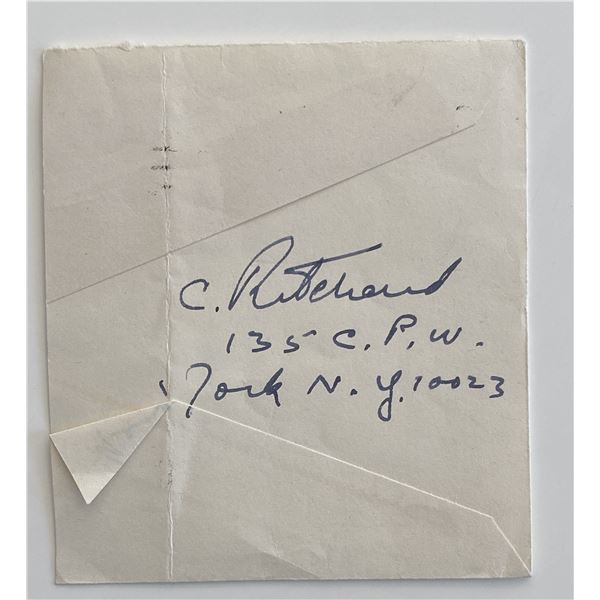 C. Ritchard
135 C. P. W.
York N. Y. 10023